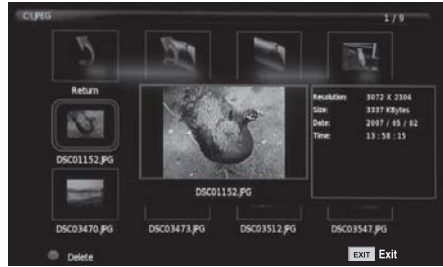 C:\JPEG
1 / 9
Return
Resolution: 3072 X 2304
Size: 3337 KBytes
Date: 2007 / 05 / 02
Time: 13 : 58 : 15
DSC01152.JPG
DSC01152.JPG
DSC03470.JPG
DSC03473.JPG
DSC03512.JPG
DSC03547.JPG
Delete
EXIT Exit